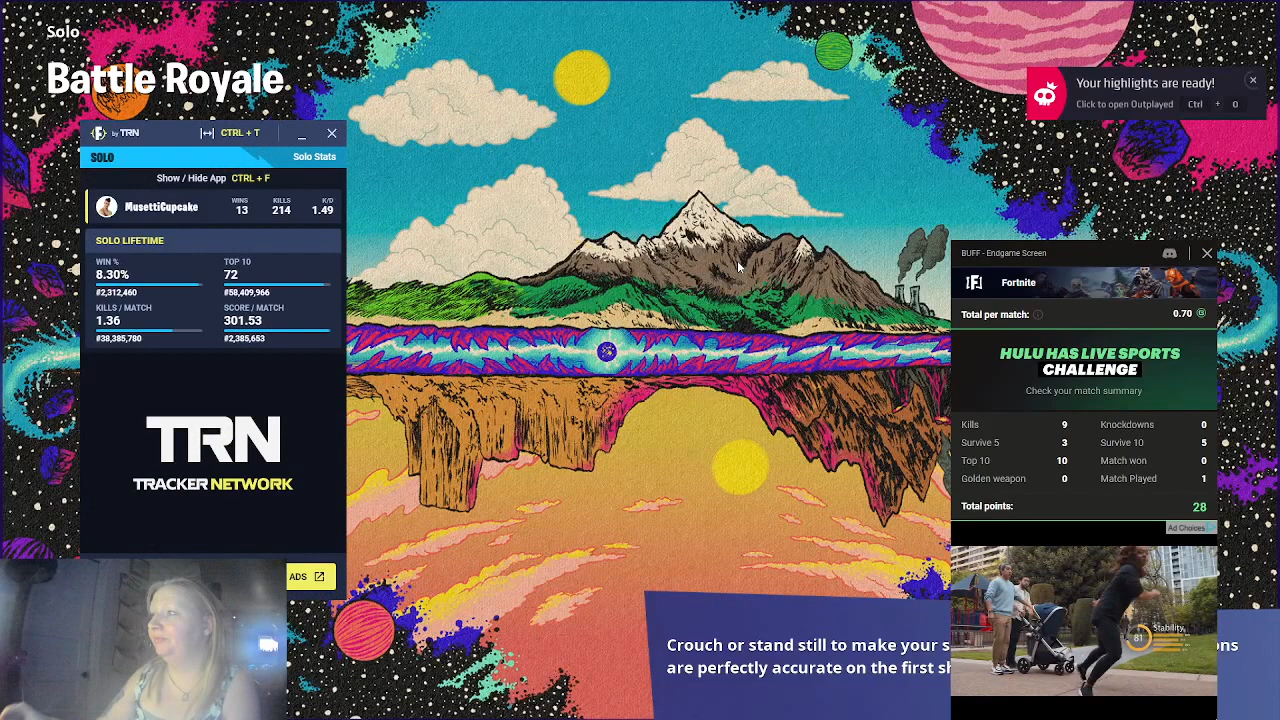 Solo
Battle Royale
by TRN
CTRL + T
SOLO
Solo Stats
Show / Hide App CTRL + F
MusettiCupcake
WINS
13
KILLS
214
K/D
1.49
SOLO LIFETIME
WIN %
8.30%
#2,312,460
TOP 10
72
#58,409,966
KILLS / MATCH
1.36
#38,385,780
SCORE / MATCH
301.53
#2,385,653
TRN
TRACKER NETWORK
ADS
Your highlights are ready!
Click to open Outplayed Ctrl + O
BUFF - Endgame Screen
Fortnite
Total per match: 0.70
HULU HAS LIVE SPORTS
CHALLENGE
Check your match summary
Kills 9 Knockdowns 0
Survive 5 3 Survive 10 5
Top 10 10 Match won 0
Golden weapon 0 Match Played 1
Total points: 28
Ad Choices
81 Stability
Crouch or stand still to make your s
are perfectly accurate on the first sh